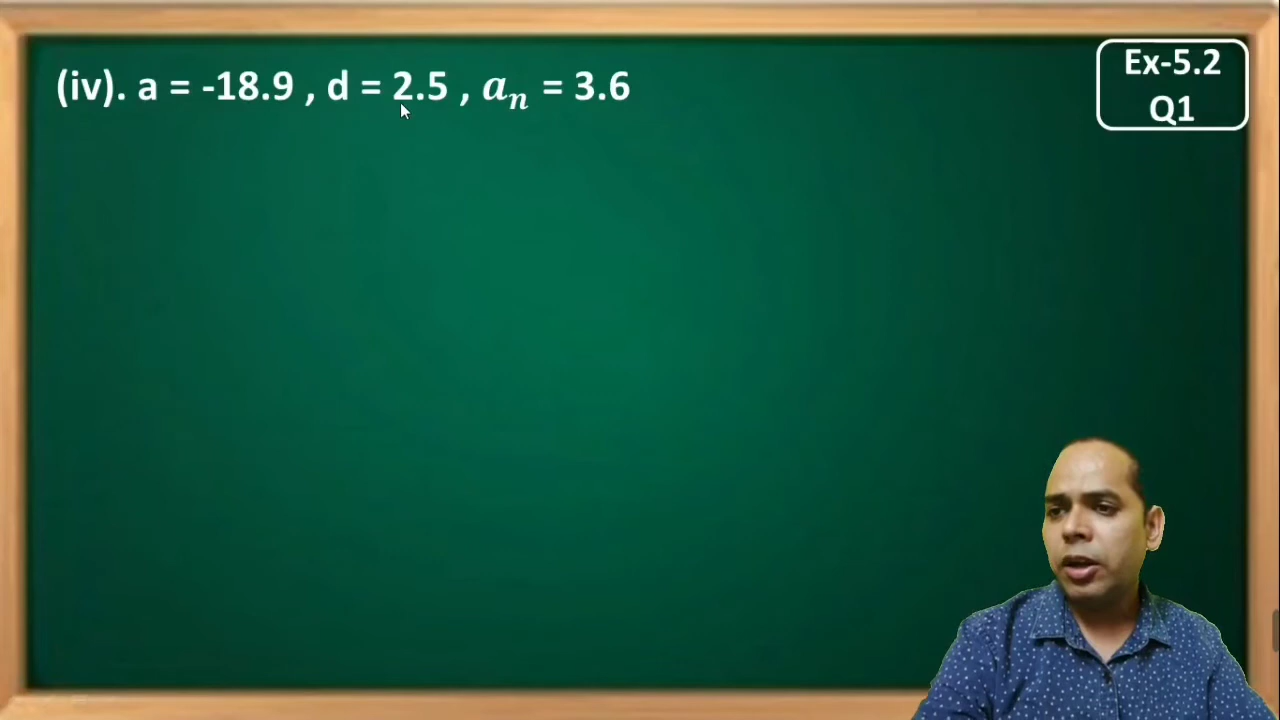 (iv). a = -18.9 , d = 2.5 , aₙ = 3.6
Ex-5.2
Q1